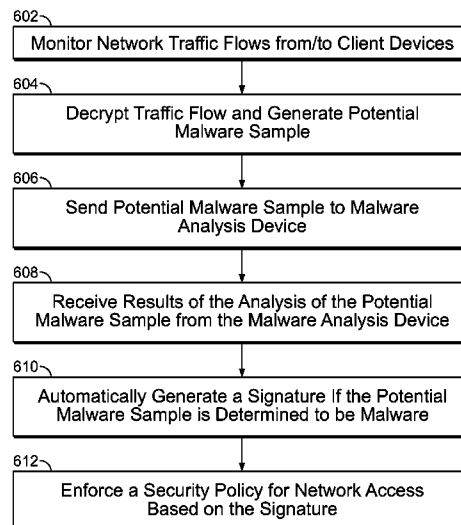 602
Monitor Network Traffic Flows from/to Client Devices
604
Decrypt Traffic Flow and Generate Potential
Malware Sample
606
Send Potential Malware Sample to Malware
Analysis Device
608
Receive Results of the Analysis of the Potential
Malware Sample from the Malware Analysis Device
610
Automatically Generate a Signature If the Potential
Malware Sample is Determined to be Malware
612
Enforce a Security Policy for Network Access
Based on the Signature